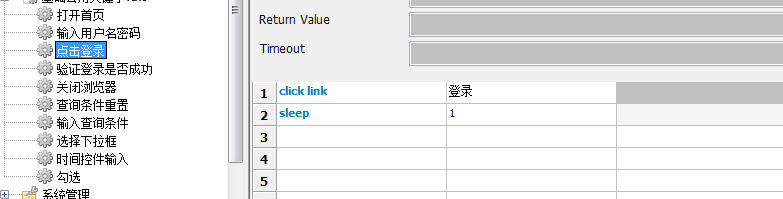 打开首页
输入用户名密码
点击登录
验证登录是否成功
关闭浏览器
查询条件重置
输入查询条件
选择下拉框
时间控件输入
勾选
系统管理
Return Value
Timeout
1 click link 登录
2 sleep 1
3
4
5